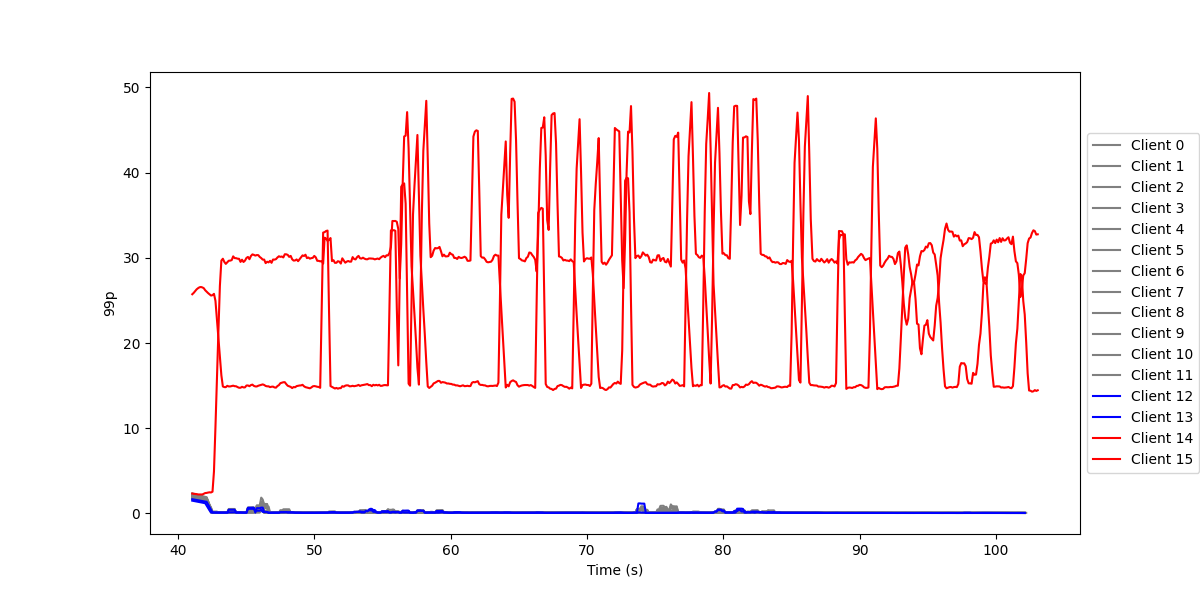 50
40
30
20
10
0
99p
40
50
60
70
80
90
100
Time (s)
Client 0
Client 1
Client 2
Client 3
Client 4
Client 5
Client 6
Client 7
Client 8
Client 9
Client 10
Client 11
Client 12
Client 13
Client 14
Client 15